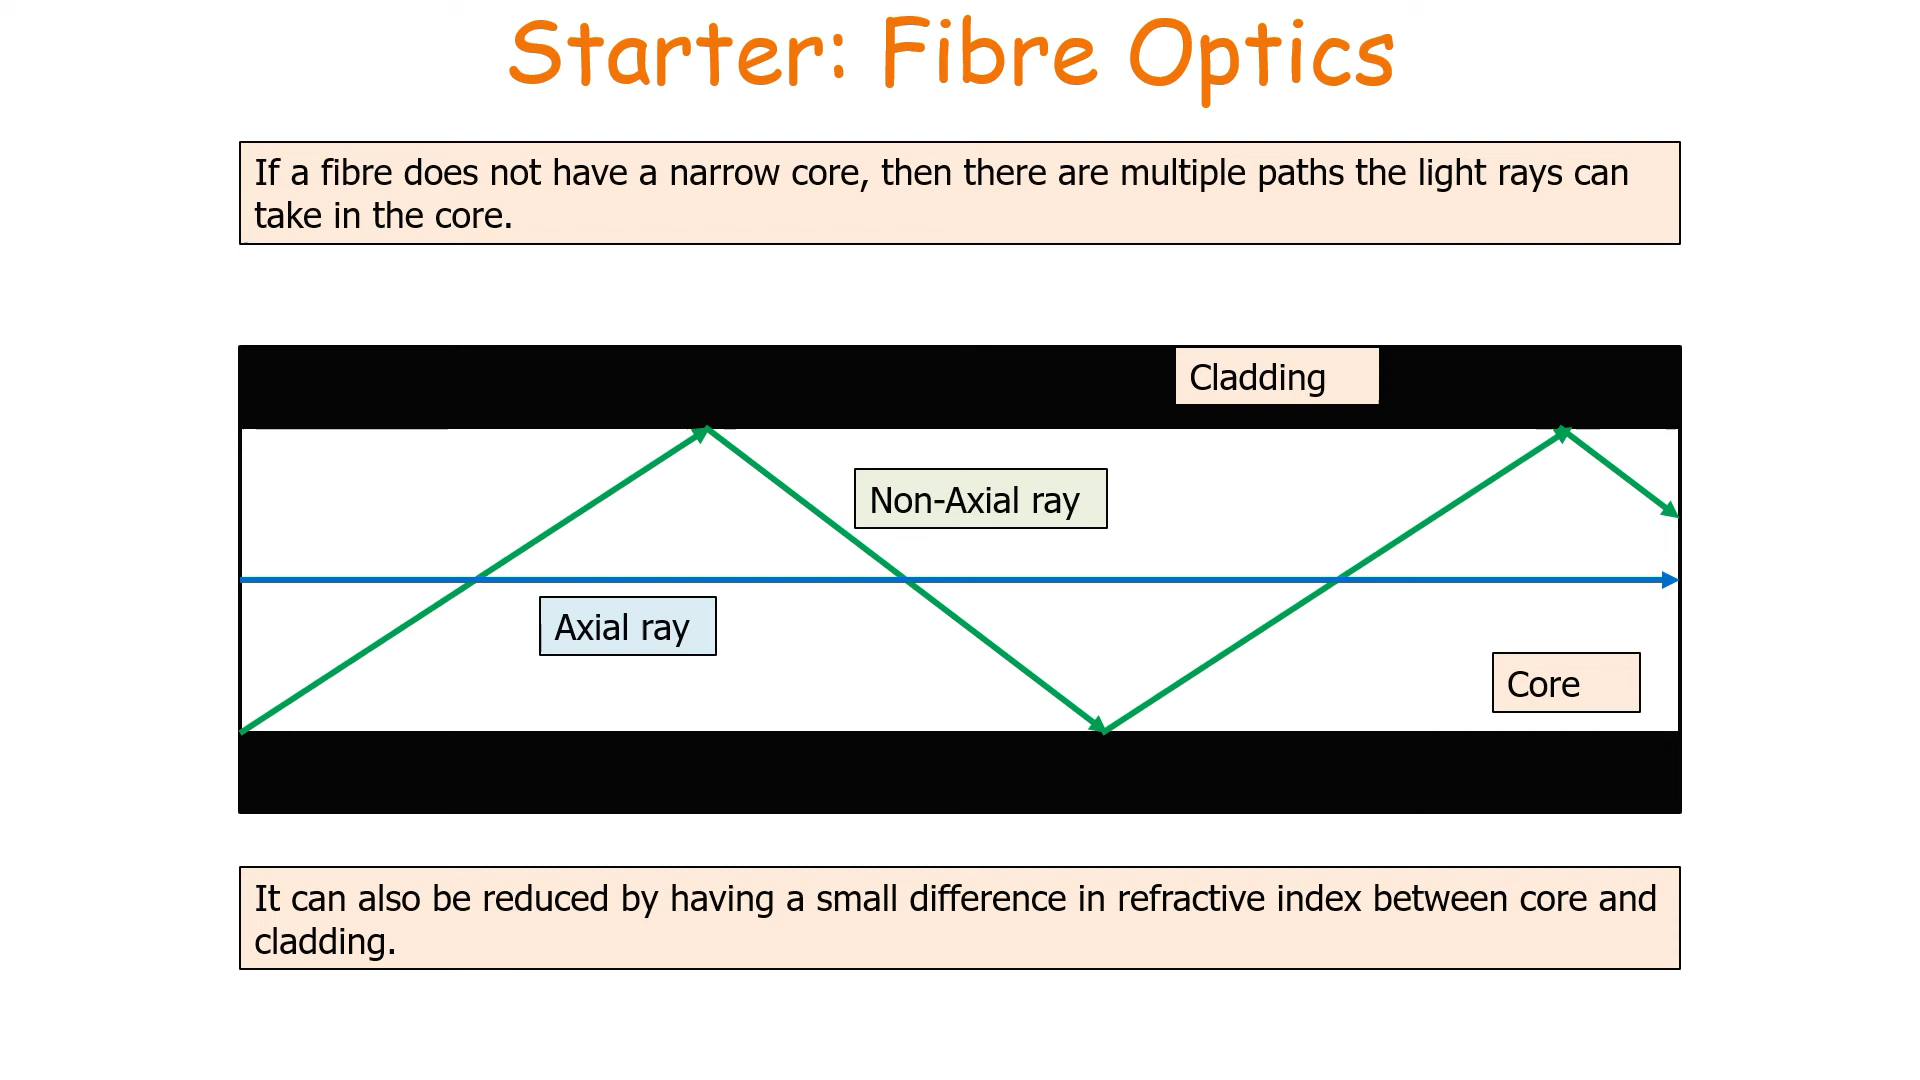 Starter: Fibre Optics
If a fibre does not have a narrow core, then there are multiple paths the light rays can
take in the core.
Cladding
Non-Axial ray
Axial ray
Core
It can also be reduced by having a small difference in refractive index between core and
cladding.